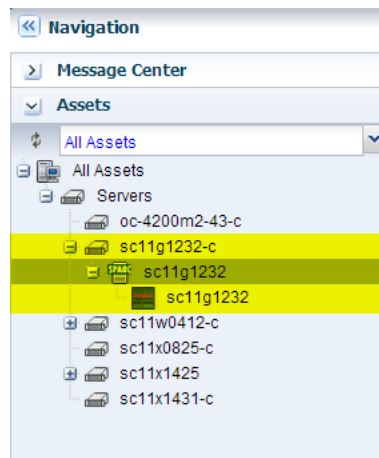 Navigation
Message Center
Assets
All Assets
All Assets
Servers
oc-4200m2-43-c
sc11g1232-c
SPARC sc11g1232
sc11g1232
sc11w0412-c
sc11x0825-c
sc11x1425
sc11x1431-c